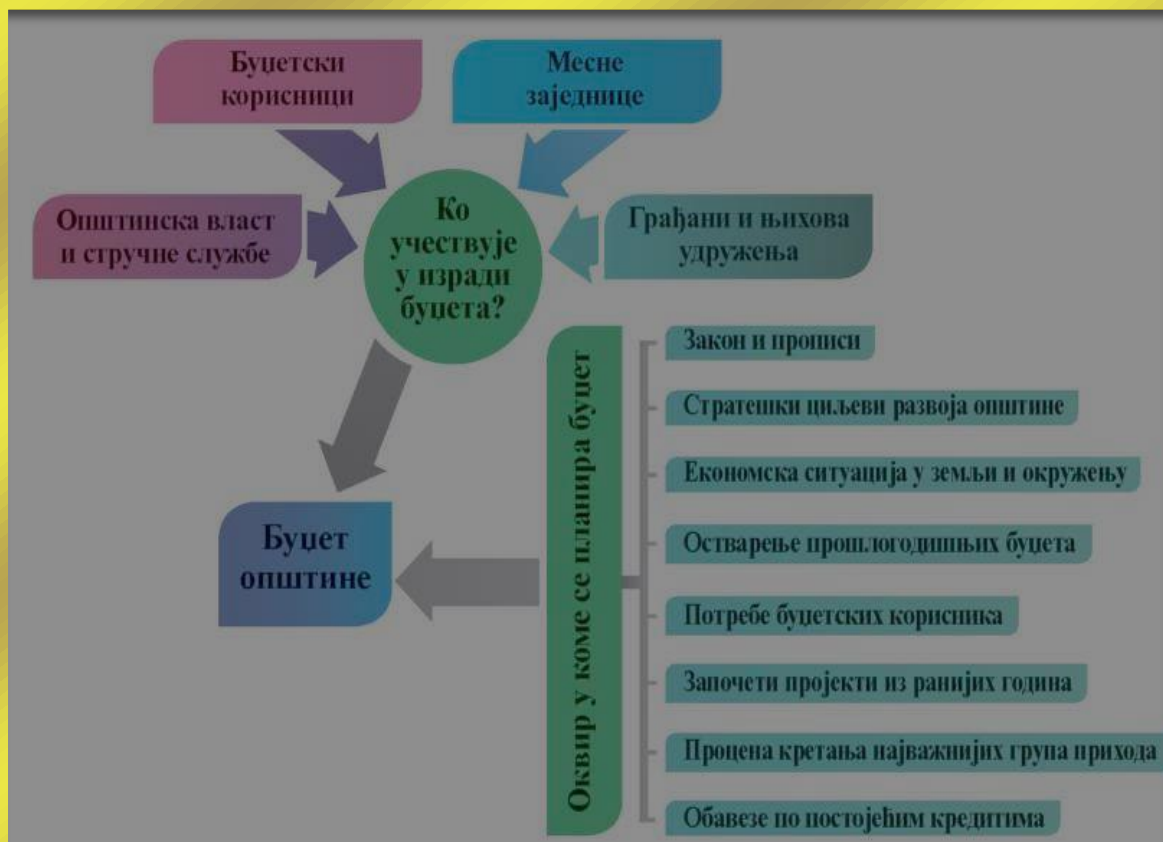 Буџетски
корисници
Месне
заједнице
Општинска власт
и стручне службе
Ко
учествује
у изради
буџета?
Грађани и њихова
удружења
Буџет
општине
Оквир у коме се планира буџет
Закон и прописи
Стратешки циљеви развоја општине
Економска ситуација у земљи и окружењу
Остварење прошлогодишњих буџета
Потребе буџетских корисника
Започети пројекти из ранијих година
Процена кретања најважнијих група прихода
Обавезе по постојећим кредитима